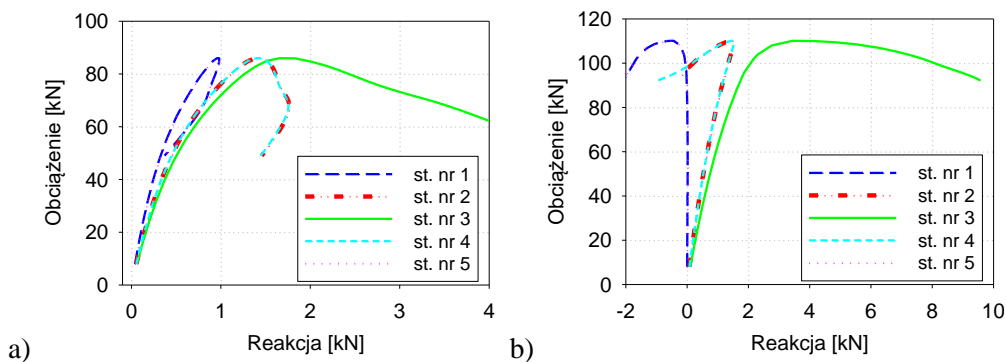 100
80
60
40
20
0
Obciążenie [kN]
0 1 2 3 4
Reakcja [kN]
st. nr 1
st. nr 2
st. nr 3
st. nr 4
st. nr 5
a)
120
100
80
60
40
20
0
Obciążenie [kN]
-2 0 2 4 6 8 10
Reakcja [kN]
st. nr 1
st. nr 2
st. nr 3
st. nr 4
st. nr 5
b)